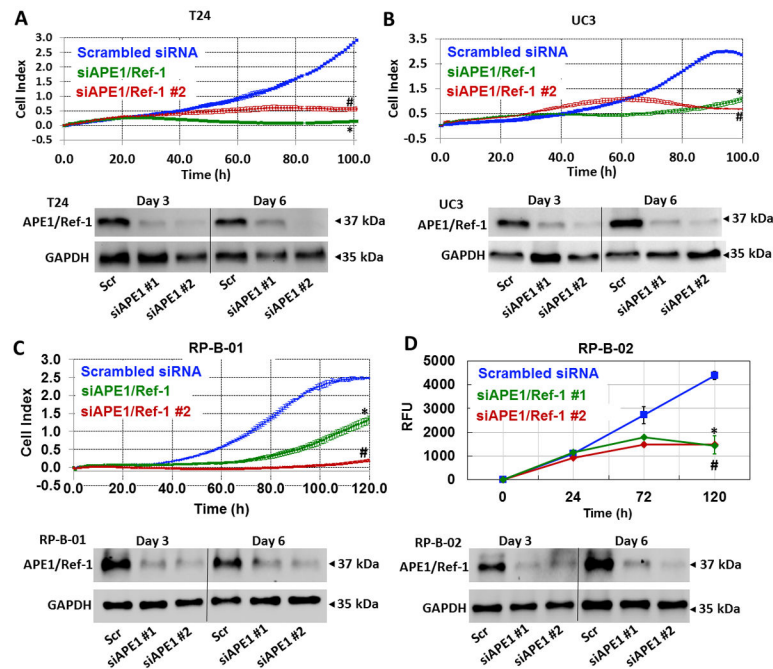 A
T24
Cell Index
3.0
2.5
2.0
1.5
1.0
0.5
0.0
Scrambled siRNA
siAPE1/Ref-1
siAPE1/Ref-1 #2
#
*
0.0 20.0 40.0 60.0 80.0 100.0
Time (h)
T24
Day 3 Day 6
APE1/Ref-1 ◄37 kDa
GAPDH ◄35 kDa
Scr siAPE1 #1 siAPE1 #2 Scr siAPE1 #1 siAPE1 #2
B
UC3
Cell Index
3.5
2.5
1.5
0.5
-0.5
Scrambled siRNA
siAPE1/Ref-1
siAPE1/Ref-1 #2
*
#
0.0 20.0 40.0 60.0 80.0 100.0
Time (h)
UC3
Day 3 Day 6
APE1/Ref-1 ◄37 kDa
GAPDH ◄35 kDa
Scr siAPE1 #1 siAPE1 #2 Scr siAPE1 #1 siAPE1 #2
C
RP-B-01
Cell Index
3.0
2.5
2.0
1.5
1.0
0.5
0.0
Scrambled siRNA
siAPE1/Ref-1
siAPE1/Ref-1 #2
*
#
0.0 20.0 40.0 60.0 80.0 100.0 120.0
Time (h)
RP-B-01
Day 3 Day 6
APE1/Ref-1 ◄37 kDa
GAPDH ◄35 kDa
Scr siAPE1 #1 siAPE1 #2 Scr siAPE1 #1 siAPE1 #2
D
RP-B-02
RFU
5000
4000
3000
2000
1000
0
Scrambled siRNA
siAPE1/Ref-1 #1
siAPE1/Ref-1 #2
*
#
0 24 72 120
Time (h)
RP-B-02
Day 3 Day 6
APE1/Ref-1 ◄37 kDa
GAPDH ◄35 kDa
Scr siAPE1 #1 siAPE1 #2 Scr siAPE1 #1 siAPE1 #2